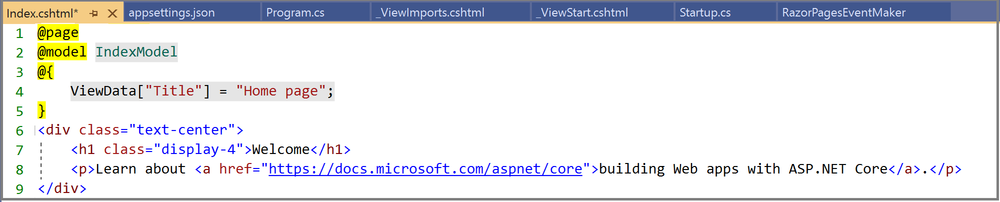 Index.cshtml* appsettings.json Program.cs _ViewImports.cshtml _ViewStart.cshtml Startup.cs RazorPagesEventMaker
1 @page
2 @model IndexModel
3 @{
4     ViewData["Title"] = "Home page";
5 }
6 <div class="text-center">
7     <h1 class="display-4">Welcome</h1>
8     <p>Learn about <a href="https://docs.microsoft.com/aspnet/core">building Web apps with ASP.NET Core</a>.</p>
9 </div>